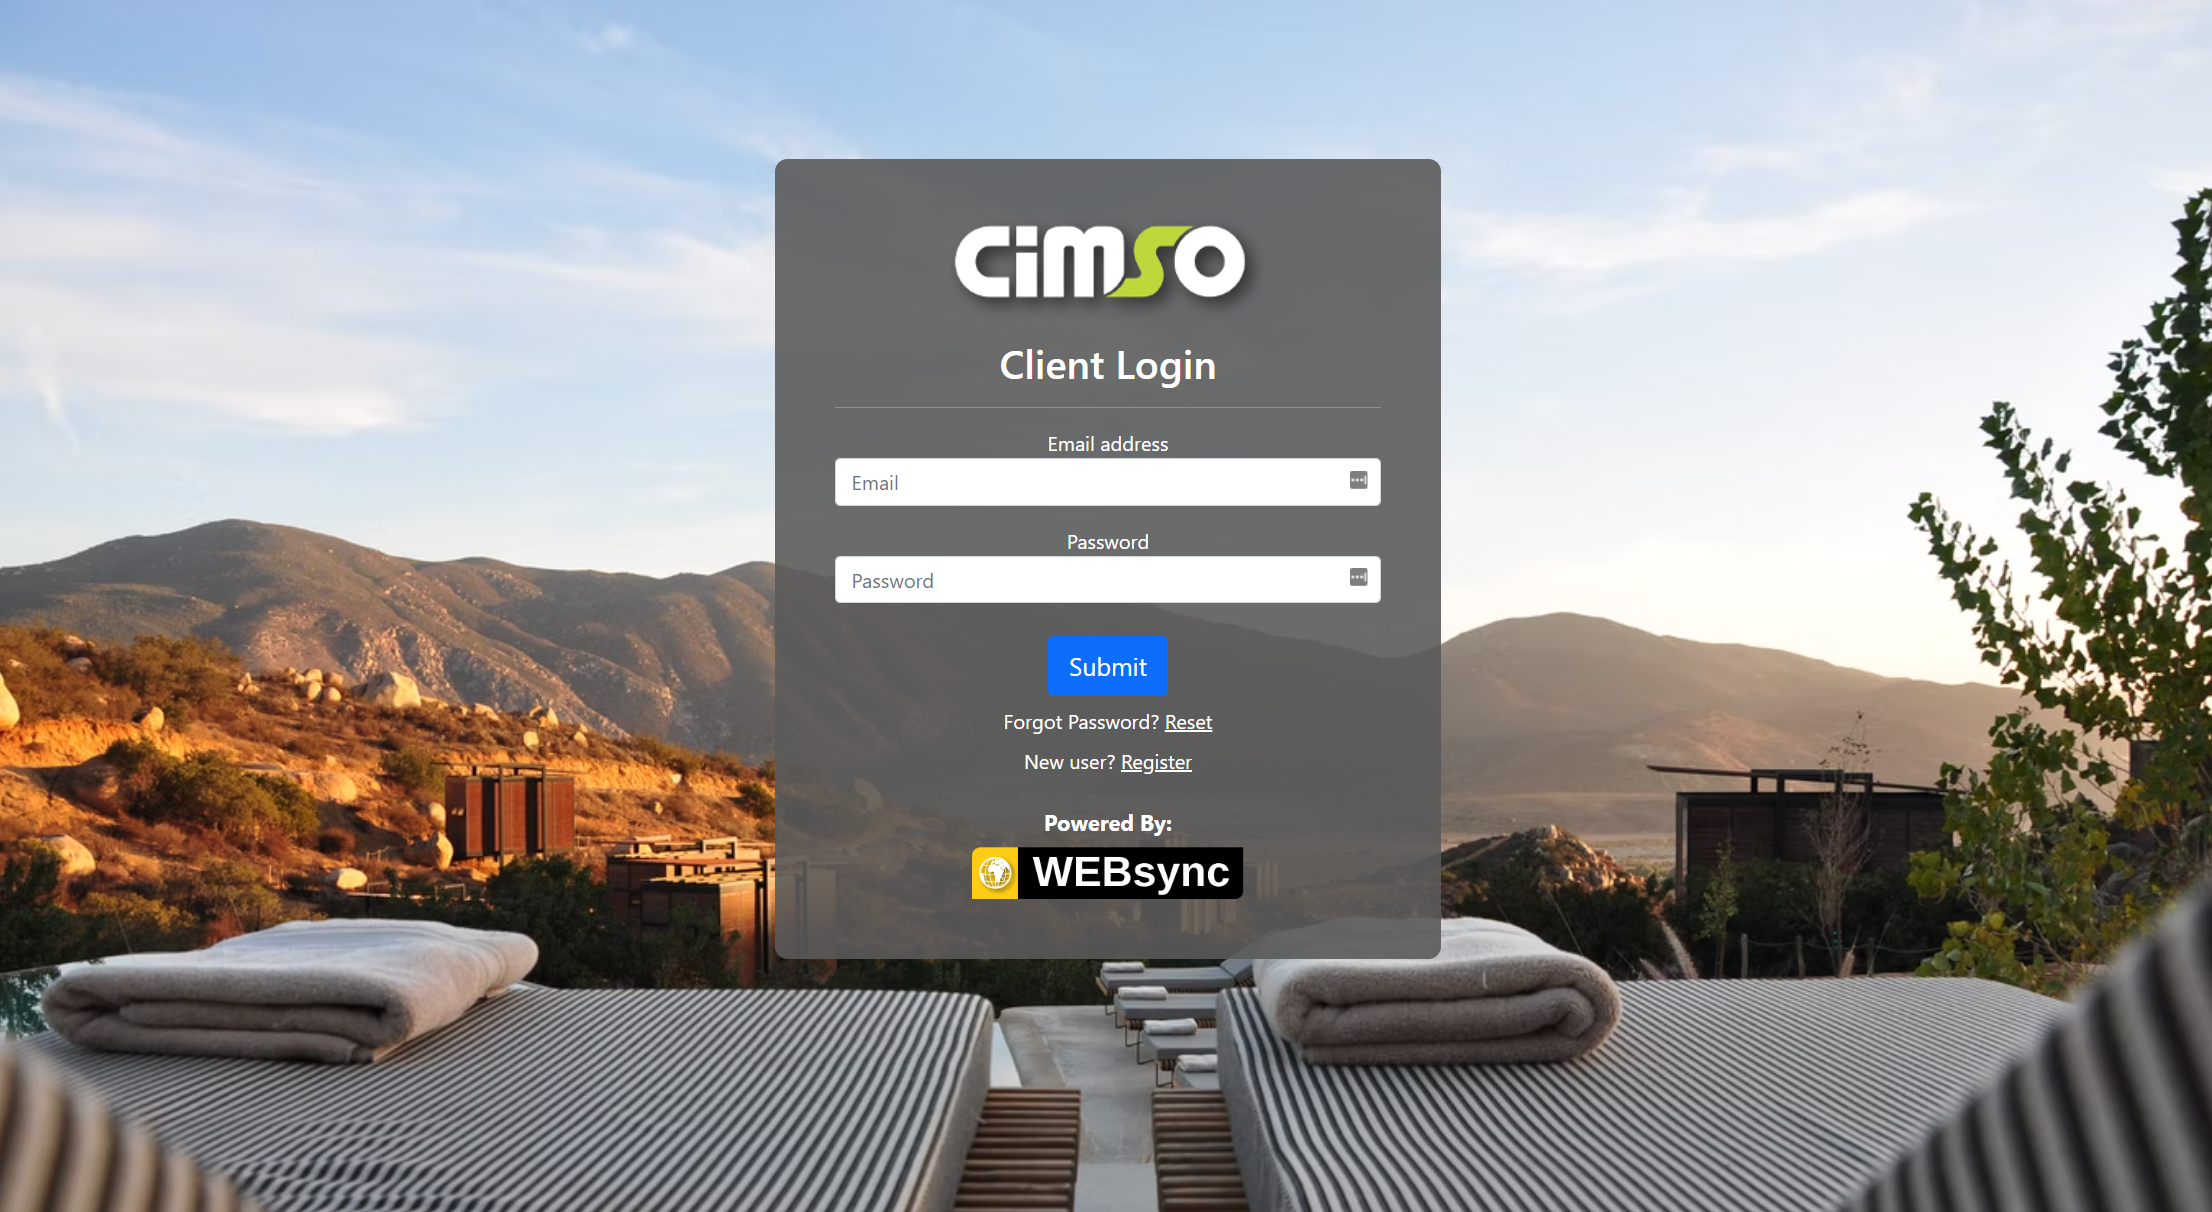 cimso
Client Login
Email address
Email
Password
Password
Submit
Forgot Password? Reset
New user? Register
Powered By:
WEBsync